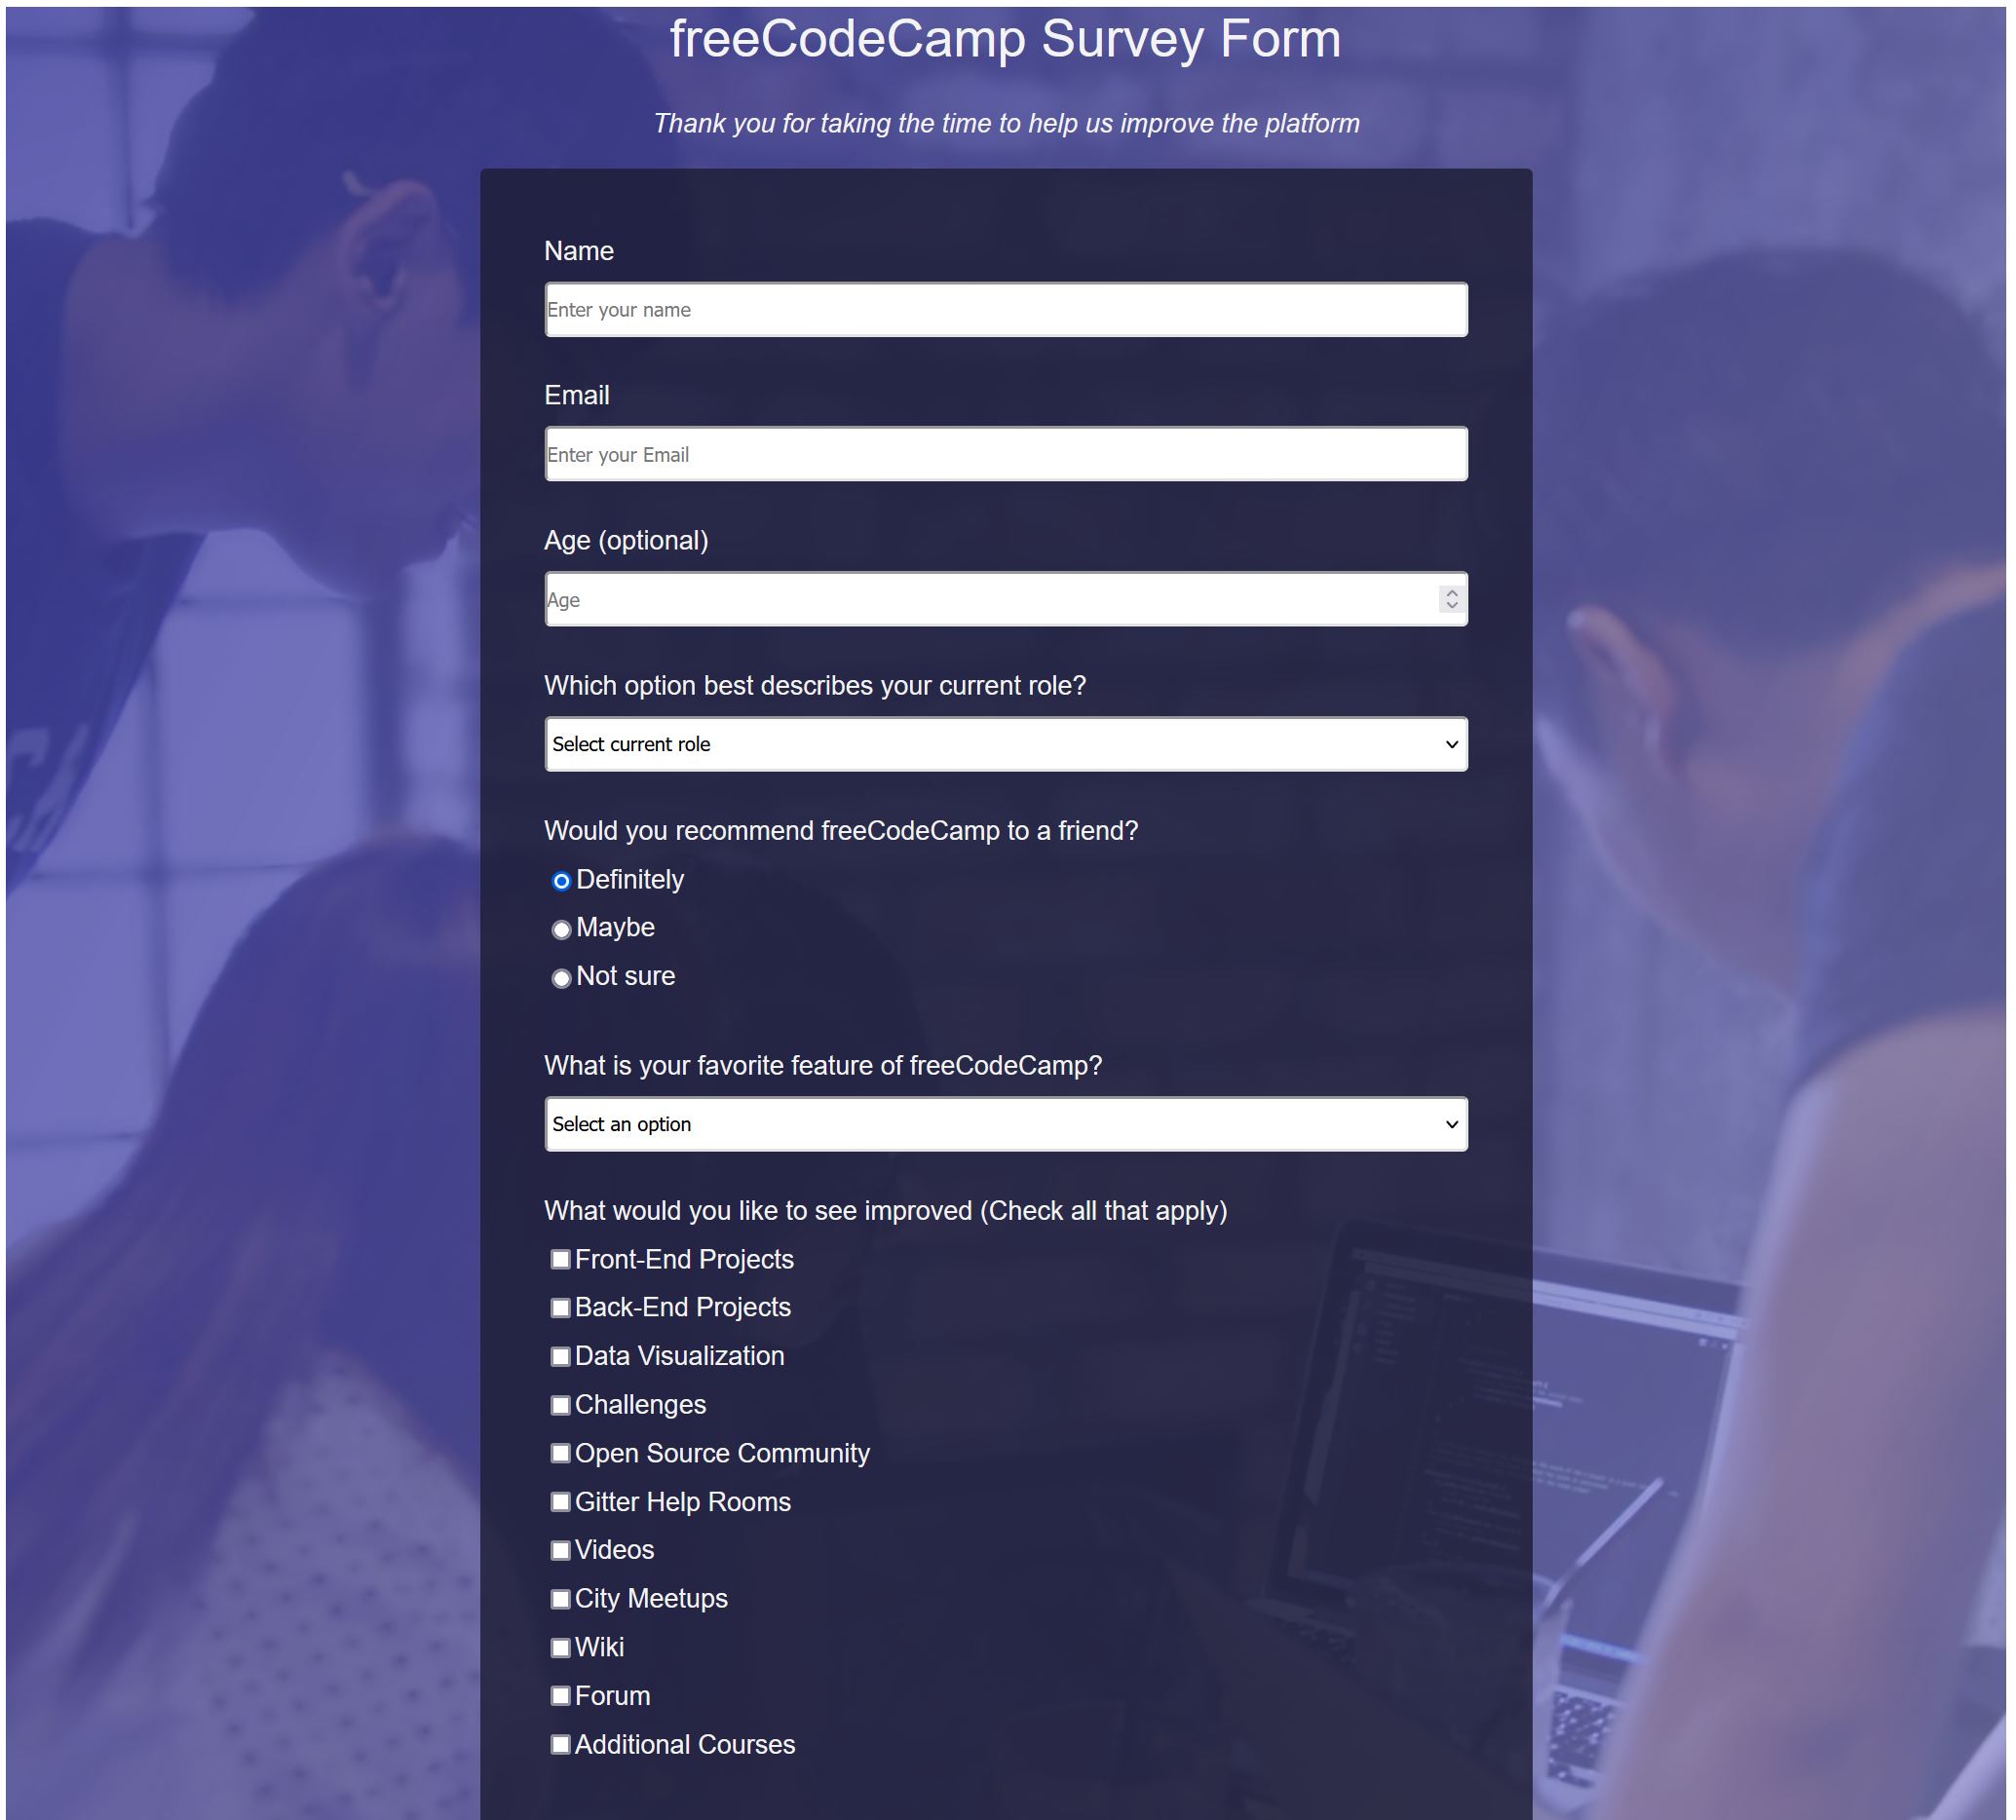 freeCodeCamp Survey Form
Thank you for taking the time to help us improve the platform
Name
Enter your name
Email
Enter your Email
Age (optional)
Age
Which option best describes your current role?
Select current role
Would you recommend freeCodeCamp to a friend?
Definitely
Maybe
Not sure
What is your favorite feature of freeCodeCamp?
Select an option
What would you like to see improved (Check all that apply)
Front-End Projects
Back-End Projects
Data Visualization
Challenges
Open Source Community
Gitter Help Rooms
Videos
City Meetups
Wiki
Forum
Additional Courses